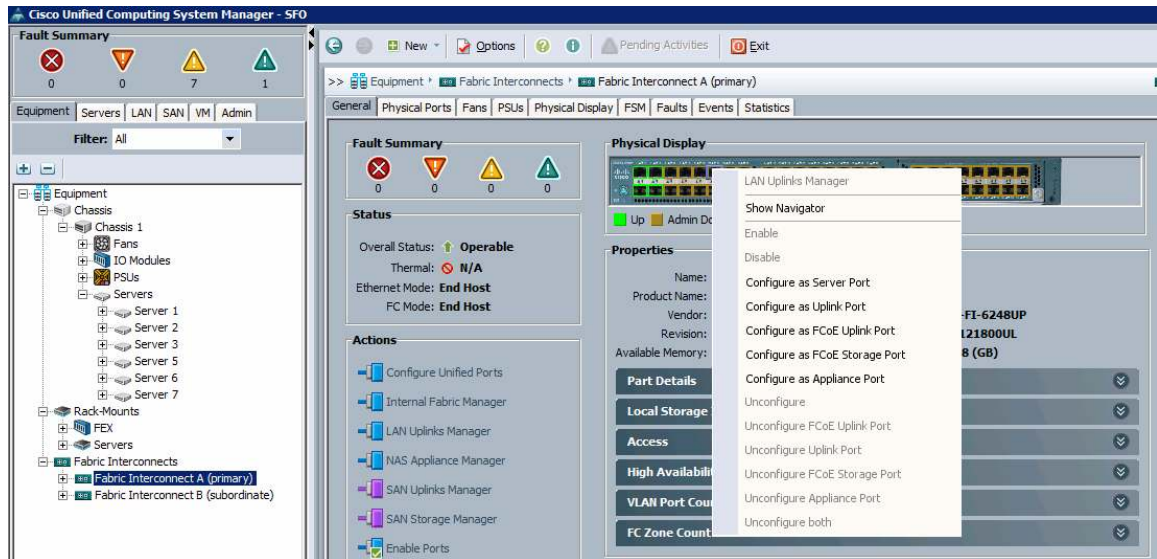 Cisco Unified Computing System Manager - SFO
Fault Summary
0 0 7 1
Equipment Servers LAN SAN VM Admin
Filter: All
Equipment
Chassis
Chassis 1
Fans
IO Modules
PSUs
Servers
Server 1
Server 2
Server 3
Server 5
Server 6
Server 7
Rack-Mounts
FEX
Servers
Fabric Interconnects
Fabric Interconnect A (primary)
Fabric Interconnect B (subordinate)
New Options Pending Activities Exit
>> Equipment Fabric Interconnects Fabric Interconnect A (primary)
General Physical Ports Fans PSUs Physical Display FSM Faults Events Statistics
Fault Summary
0 0 0 0
Status
Overall Status: Operable
Thermal: N/A
Ethernet Mode: End Host
FC Mode: End Host
Actions
Configure Unified Ports
Internal Fabric Manager
LAN Uplinks Manager
NAS Appliance Manager
SAN Uplinks Manager
SAN Storage Manager
Enable Ports
Physical Display
Up Admin
Properties
Name:
Product Name:
Vendor: -FI-6248UP
Revision: 121800UL
Available Memory: 8 (GB)
Part Details
Local Storage
Access
High
VLAN Port
FC Zone Count
LAN Uplinks Manager
Show Navigator
Enable
Disable
Configure as Server Port
Configure as Uplink Port
Configure as FCoE Uplink Port
Configure as FCoE Storage Port
Configure as Appliance Port
Unconfigure
Unconfigure FCoE Uplink Port
Unconfigure Uplink Port
Unconfigure FCoE Storage Port
Unconfigure Appliance Port
Unconfigure both